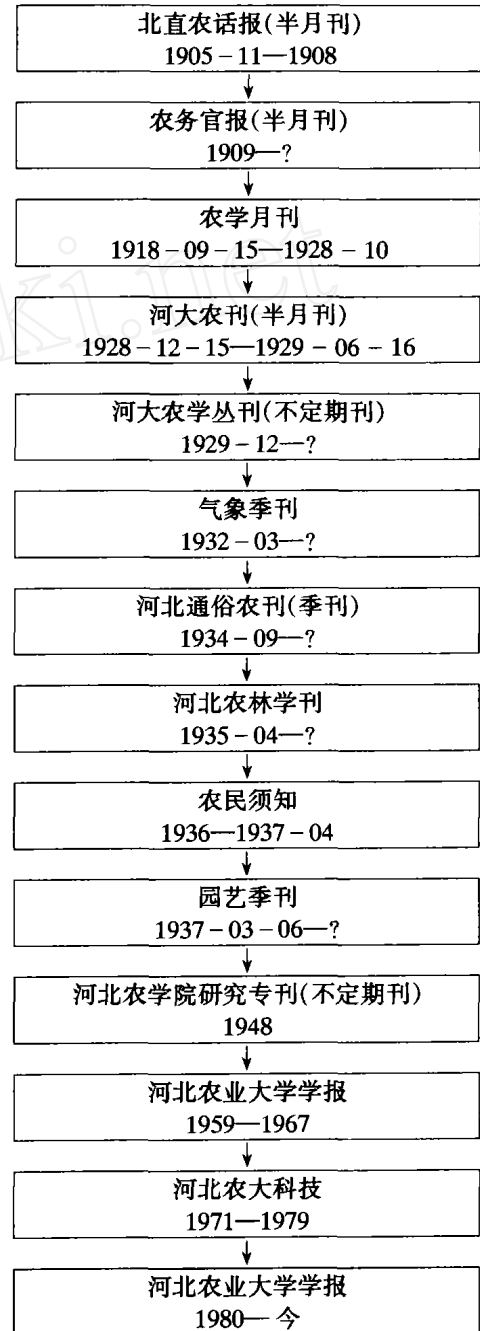 北直农话报(半月刊)
1905-11—1908
农务官报(半月刊)
1909—?
农学月刊
1918-09-15—1928-10
河大农刊(半月刊)
1928-12-15—1929-06-16
河大农学丛刊(不定期刊)
1929-12—?
气象季刊
1932-03—?
河北通俗农刊(季刊)
1934-09—?
河北农林学刊
1935-04—?
农民须知
1936—1937-04
园艺季刊
1937-03-06—?
河北农学院研究专刊(不定期刊)
1948
河北农业大学学报
1959—1967
河北农大科技
1971—1979
河北农业大学学报
1980—今